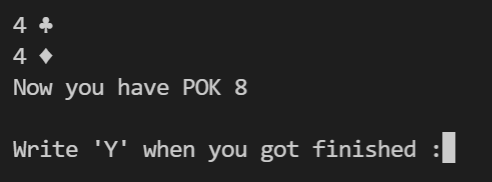 4 ♣
4 ♦
Now you have POK 8
Write 'Y' when you got finished :